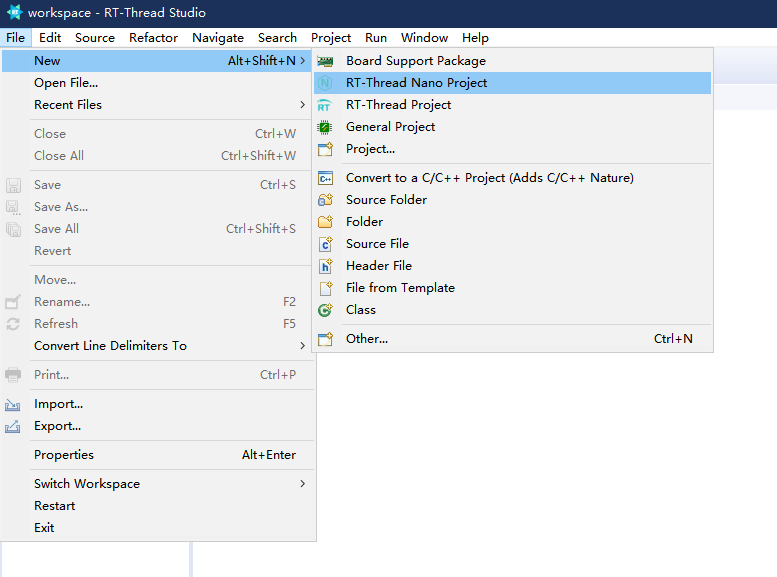 workspace - RT-Thread Studio
File Edit Source Refactor Navigate Search Project Run Window Help
New Alt+Shift+N
Open File...
Recent Files
Close Ctrl+W
Close All Ctrl+Shift+W
Save Ctrl+S
Save As...
Save All Ctrl+Shift+S
Revert
Move...
Rename... F2
Refresh F5
Convert Line Delimiters To
Print... Ctrl+P
Import...
Export...
Properties Alt+Enter
Switch Workspace
Restart
Exit
Board Support Package
RT-Thread Nano Project
RT-Thread Project
General Project
Project...
Convert to a C/C++ Project (Adds C/C++ Nature)
Source Folder
Folder
Source File
Header File
File from Template
Class
Other... Ctrl+N